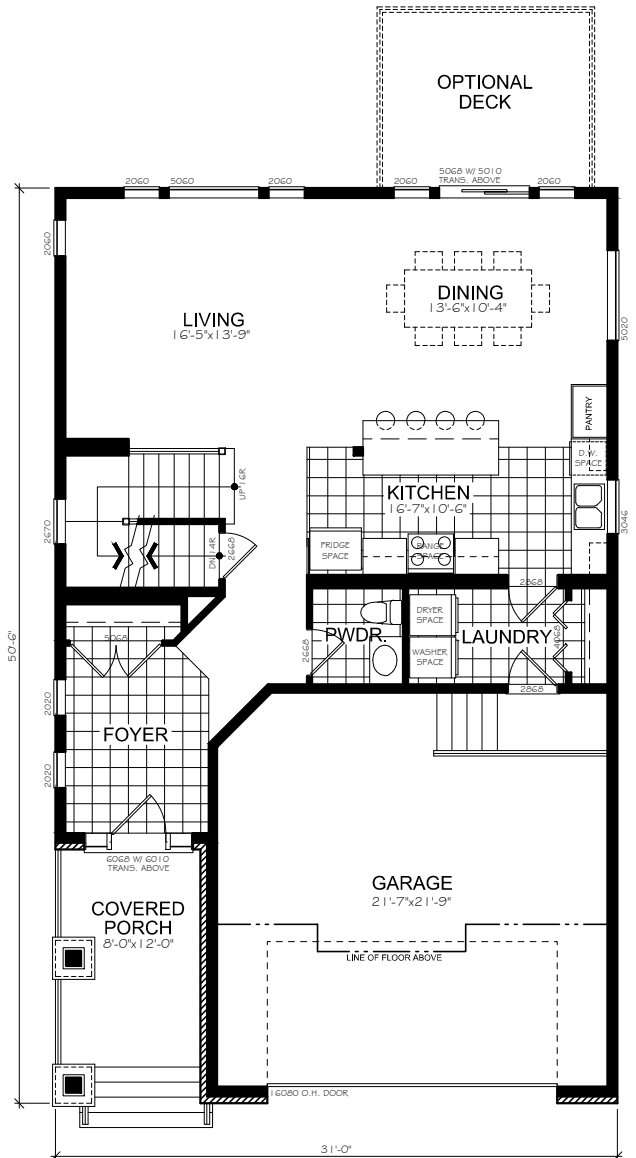 OPTIONAL
DECK
2060
5060
2060
2060
5068 W/ 5010
TRANS. ABOVE
2060
2060
DINING
13'-6"x10'-4"
LIVING
16'-5"x13'-9"
5020
PANTRY
D.W.
SPACE
UP 16R
KITCHEN
16'-7"x10'-6"
2670
3046
DN 14R
2668
FRIDGE
SPACE
RANGE
SPACE
2868
50'-6"
DRYER
SPACE
5068
PWDR.
LAUNDRY
4068
2668
WASHER
SPACE
2868
2020
FOYER
2020
6068 W/ 6010
TRANS. ABOVE
GARAGE
21'-7"x21'-9"
COVERED
PORCH
8'-0"x12'-0"
LINE OF FLOOR ABOVE
16080 O.H. DOOR
31'-0"